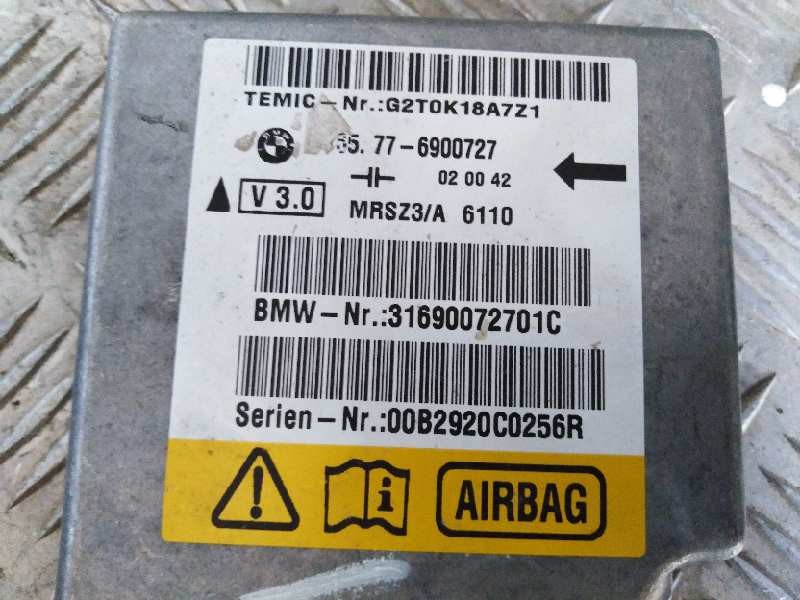 TEMIC-Nr.:G2T0K18A7Z1
65. 77-6900727
02 00 42
V 3.0
MRSZ3/A 6110
BMW-Nr.:31690072701C
Serien-Nr.:00B2920C0256R
AIRBAG